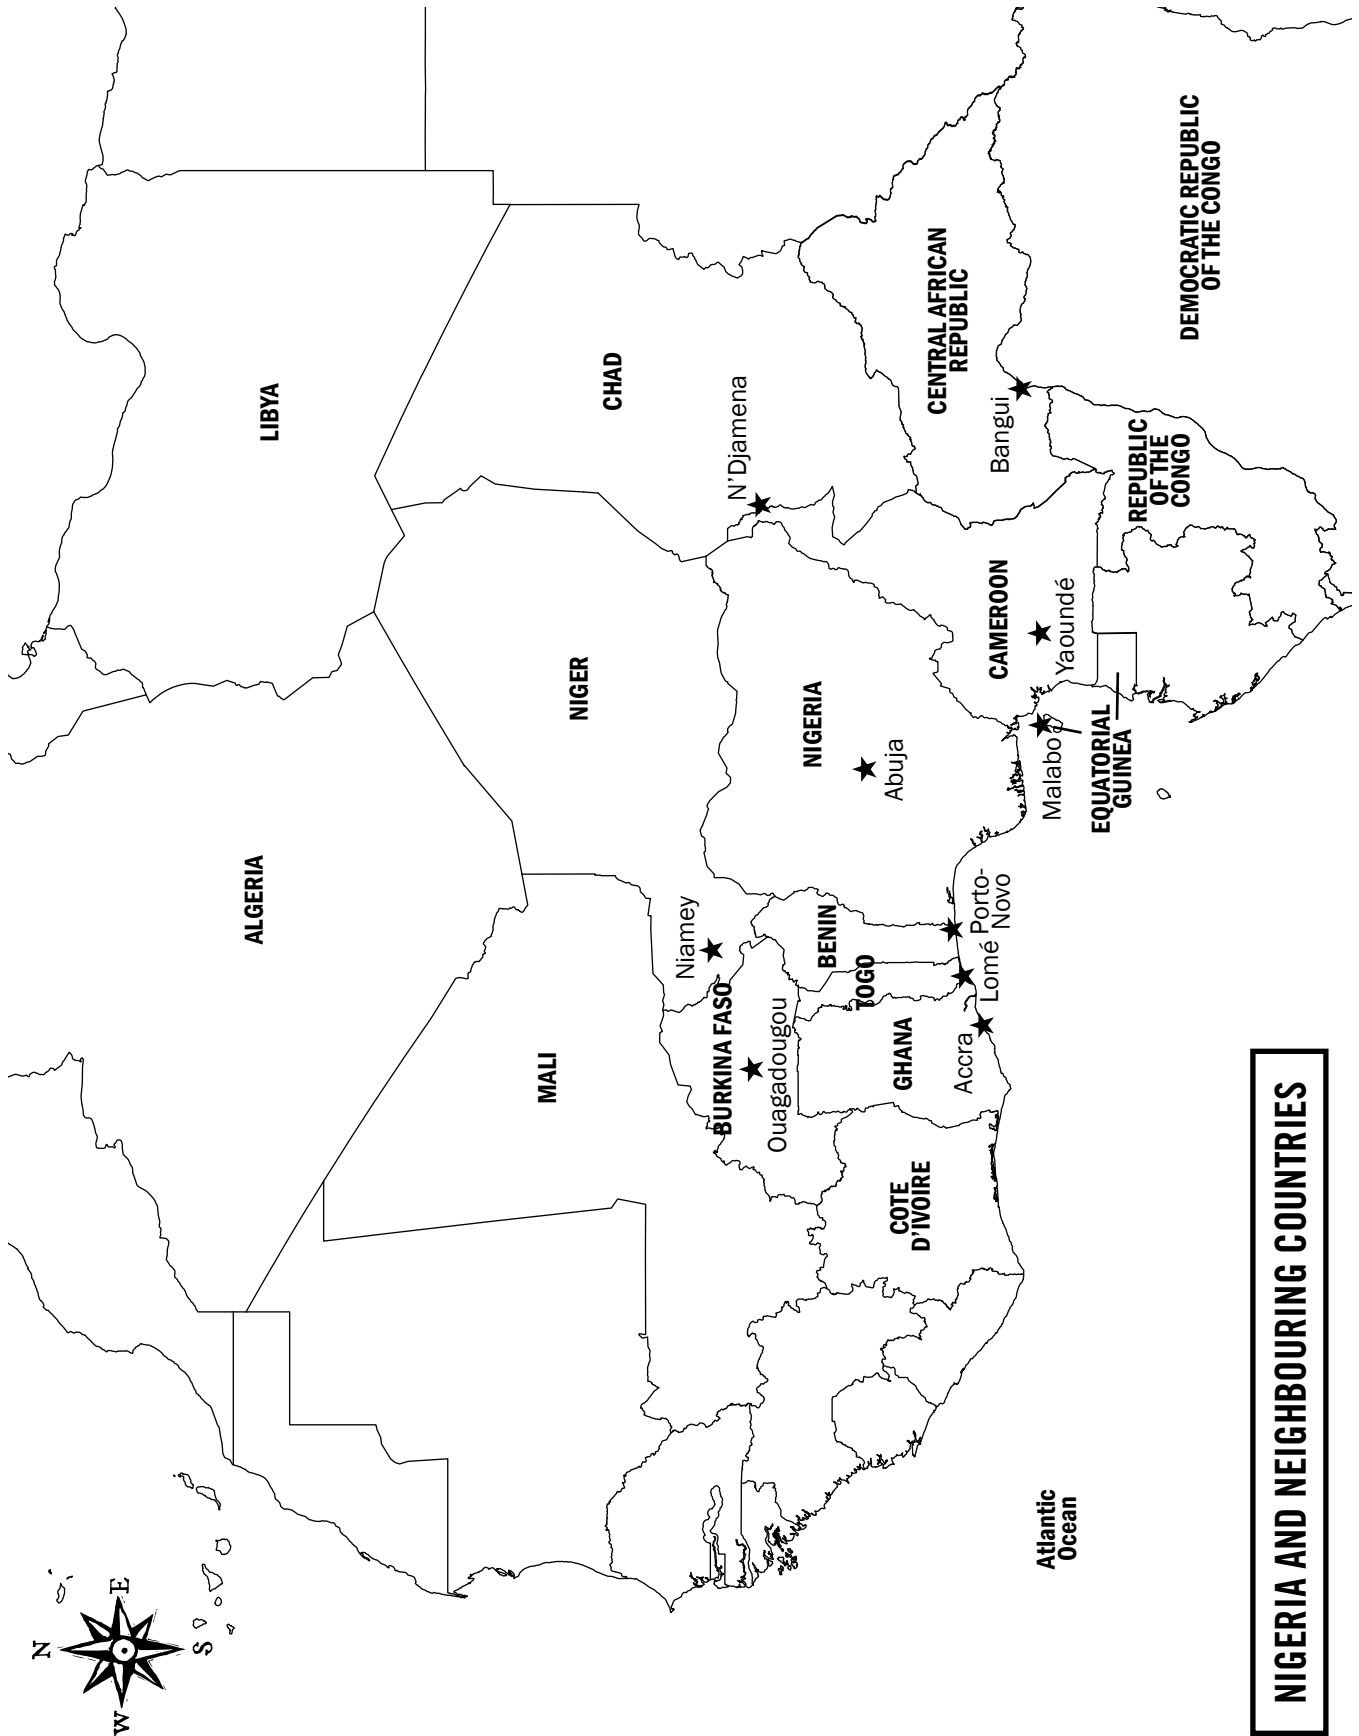 N
W
E
S
LIBYA
ALGERIA
CHAD
N'Djamena
NIGER
MALI
Niamey
BURKINA FASO
Ouagadougou
NIGERIA
Abuja
BENIN
TOGO
GHANA
Accra
Lomé
Porto-
Novo
COTE
D'IVOIRE
CENTRAL AFRICAN
REPUBLIC
Bangui
CAMEROON
Yaoundé
Malabo
EQUATORIAL
GUINEA
REPUBLIC
OF THE
CONGO
DEMOCRATIC REPUBLIC
OF THE CONGO
Atlantic
Ocean
NIGERIA AND NEIGHBOURING COUNTRIES